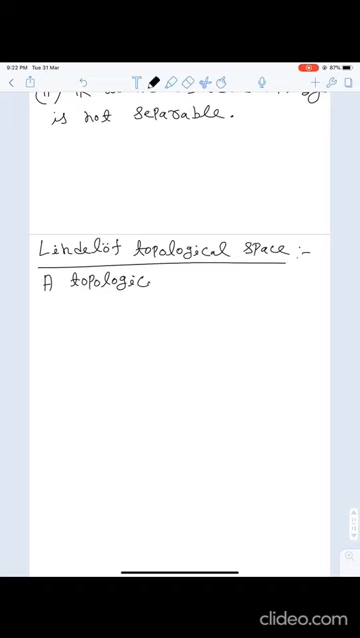 9:22 PM Tue 31 Mar
87%
is not separable.
Lindelöf topological space :-
A topologic
clideo.com